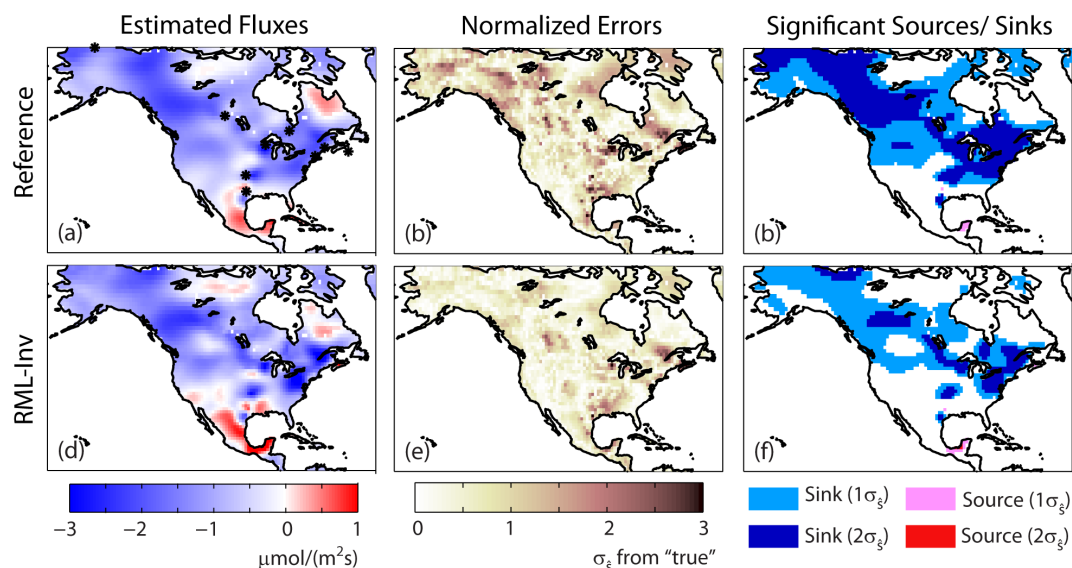 Estimated Fluxes
Normalized Errors
Significant Sources/ Sinks
Reference
(a)
(b)
(b)
RML-Inv
(d)
(e)
(f)
−3 −2 −1 0 1
μmol/(m²s)
0 1 2 3
σŝ from “true”
Sink (1σŝ)
Source (1σŝ)
Sink (2σŝ)
Source (2σŝ)